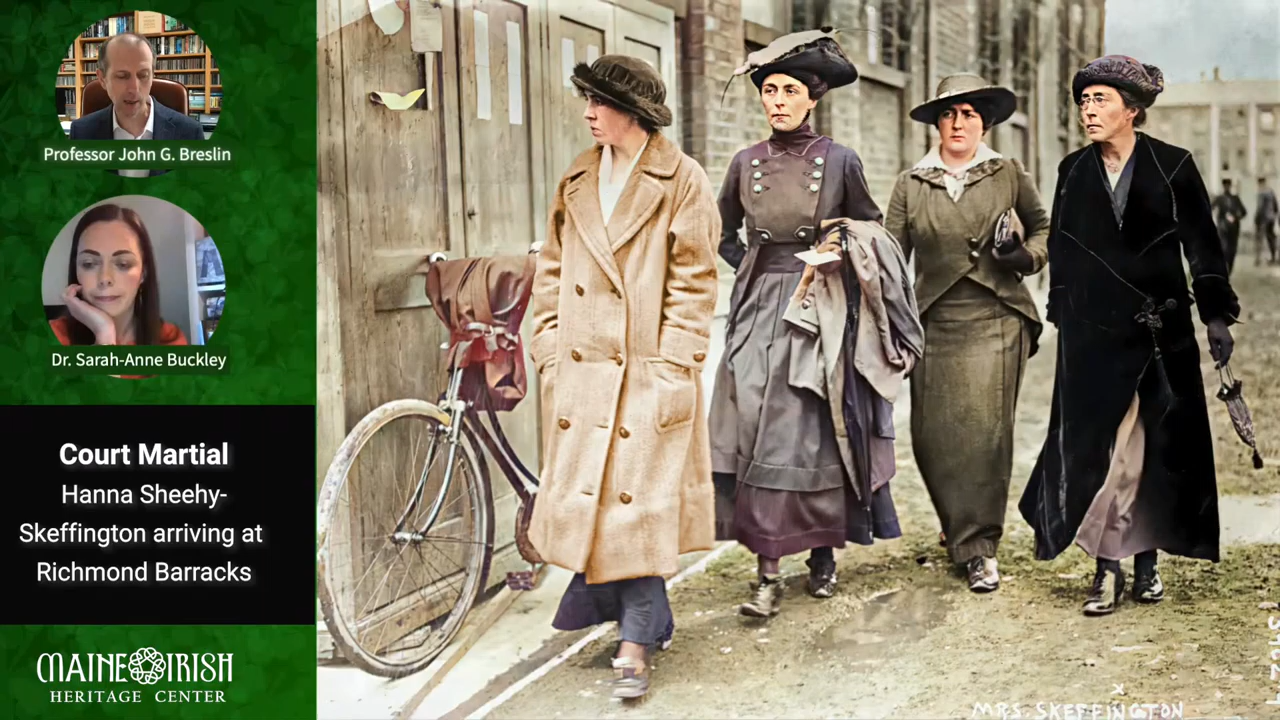 Professor John G. Breslin
Dr. Sarah-Anne Buckley
Court Martial
Hanna Sheehy-
Skeffington arriving at
Richmond Barracks
MAINE IRISH
HERITAGE CENTER
x
MRS. SKEFFINGTON